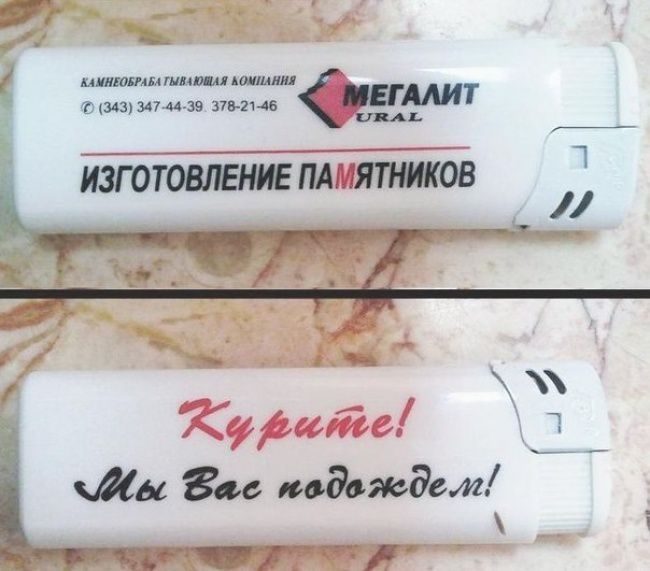 КАМНЕОБРАБАТЫВАЮЩАЯ КОМПАНИЯ
✆ (343) 347-44-39, 378-21-46
МЕГАЛИТ
URAL
ИЗГОТОВЛЕНИЕ ПАМЯТНИКОВ
Курите!
Мы Вас подождем!